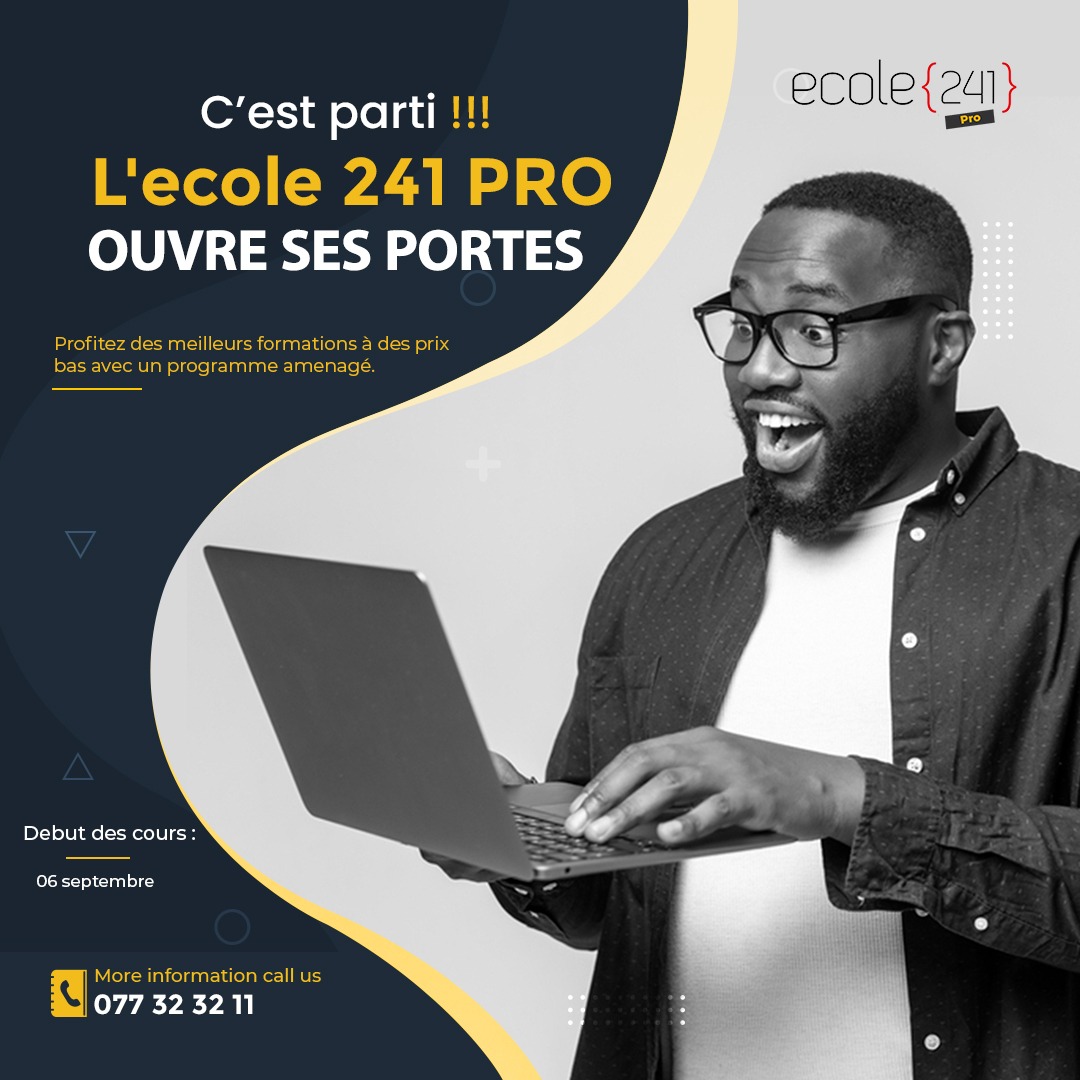 ecole{241}
Pro
C'est parti !!!
L'ecole 241 PRO
OUVRE SES PORTES
Profitez des meilleurs formations à des prix
bas avec un programme amenagé.
Debut des cours :
06 septembre
More information call us
077 32 32 11